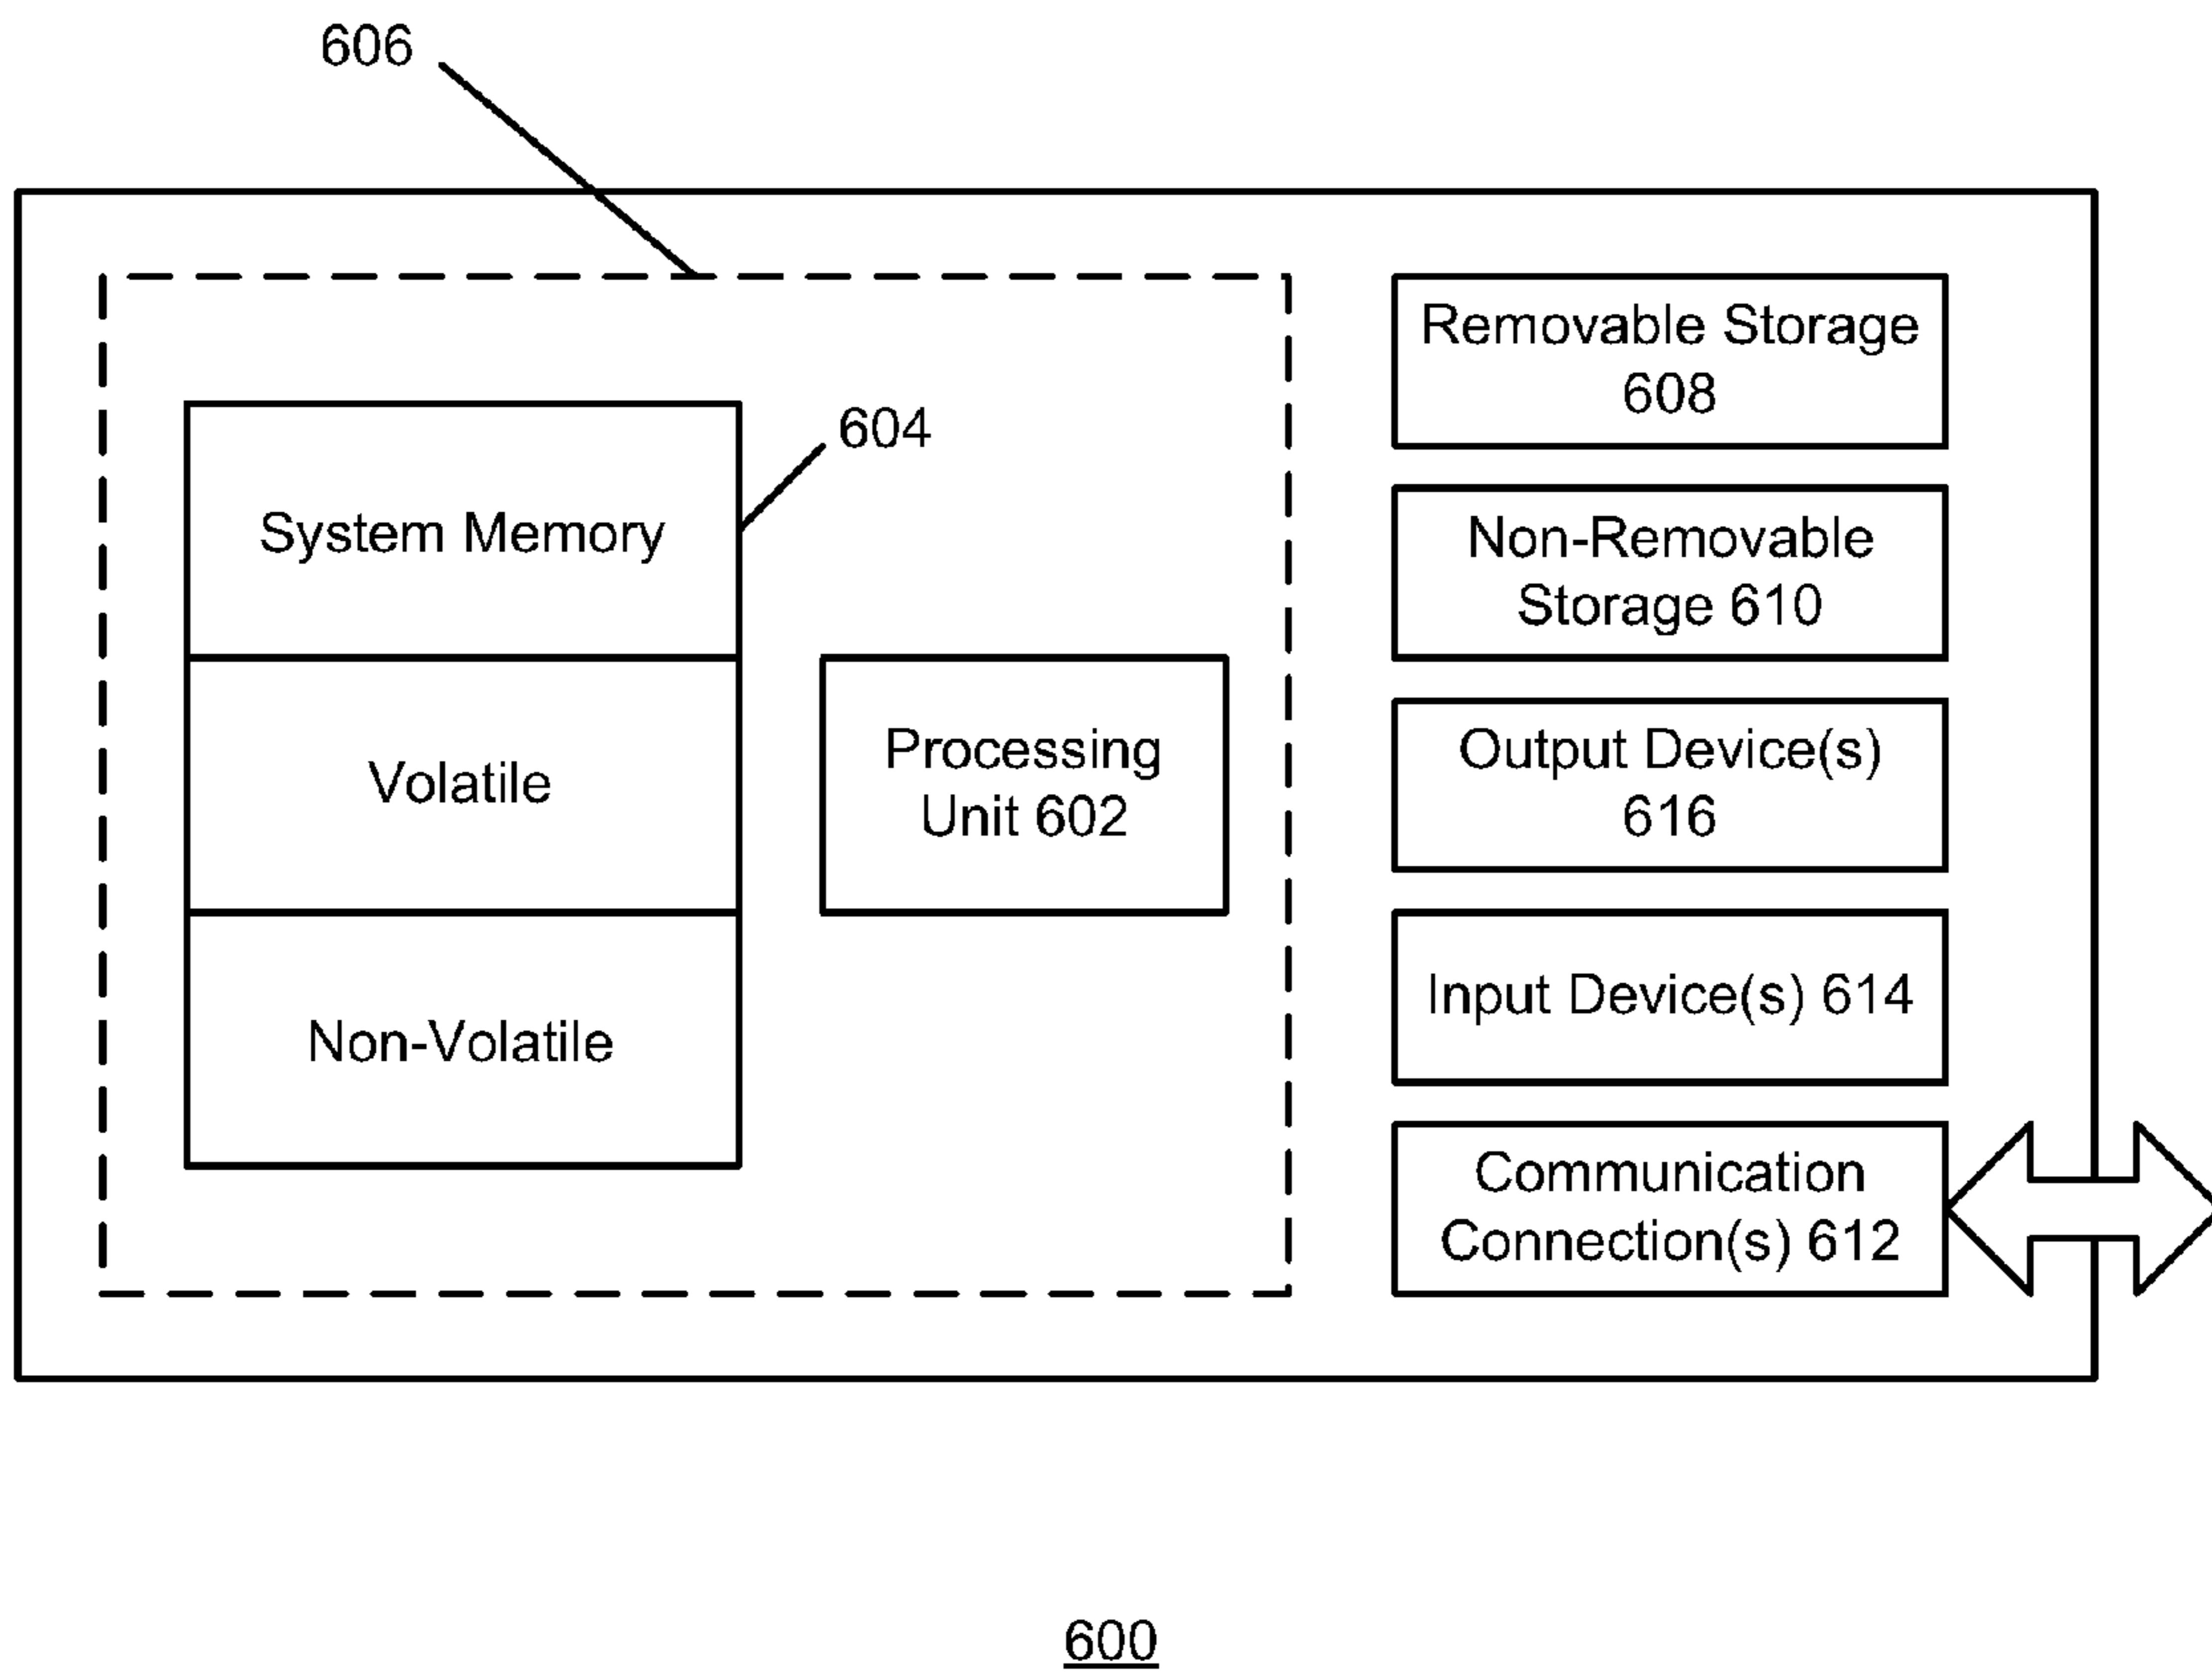 606
604
System Memory
Volatile
Non-Volatile
Processing
Unit 602
Removable Storage
608
Non-Removable
Storage 610
Output Device(s)
616
Input Device(s) 614
Communication
Connection(s) 612
600